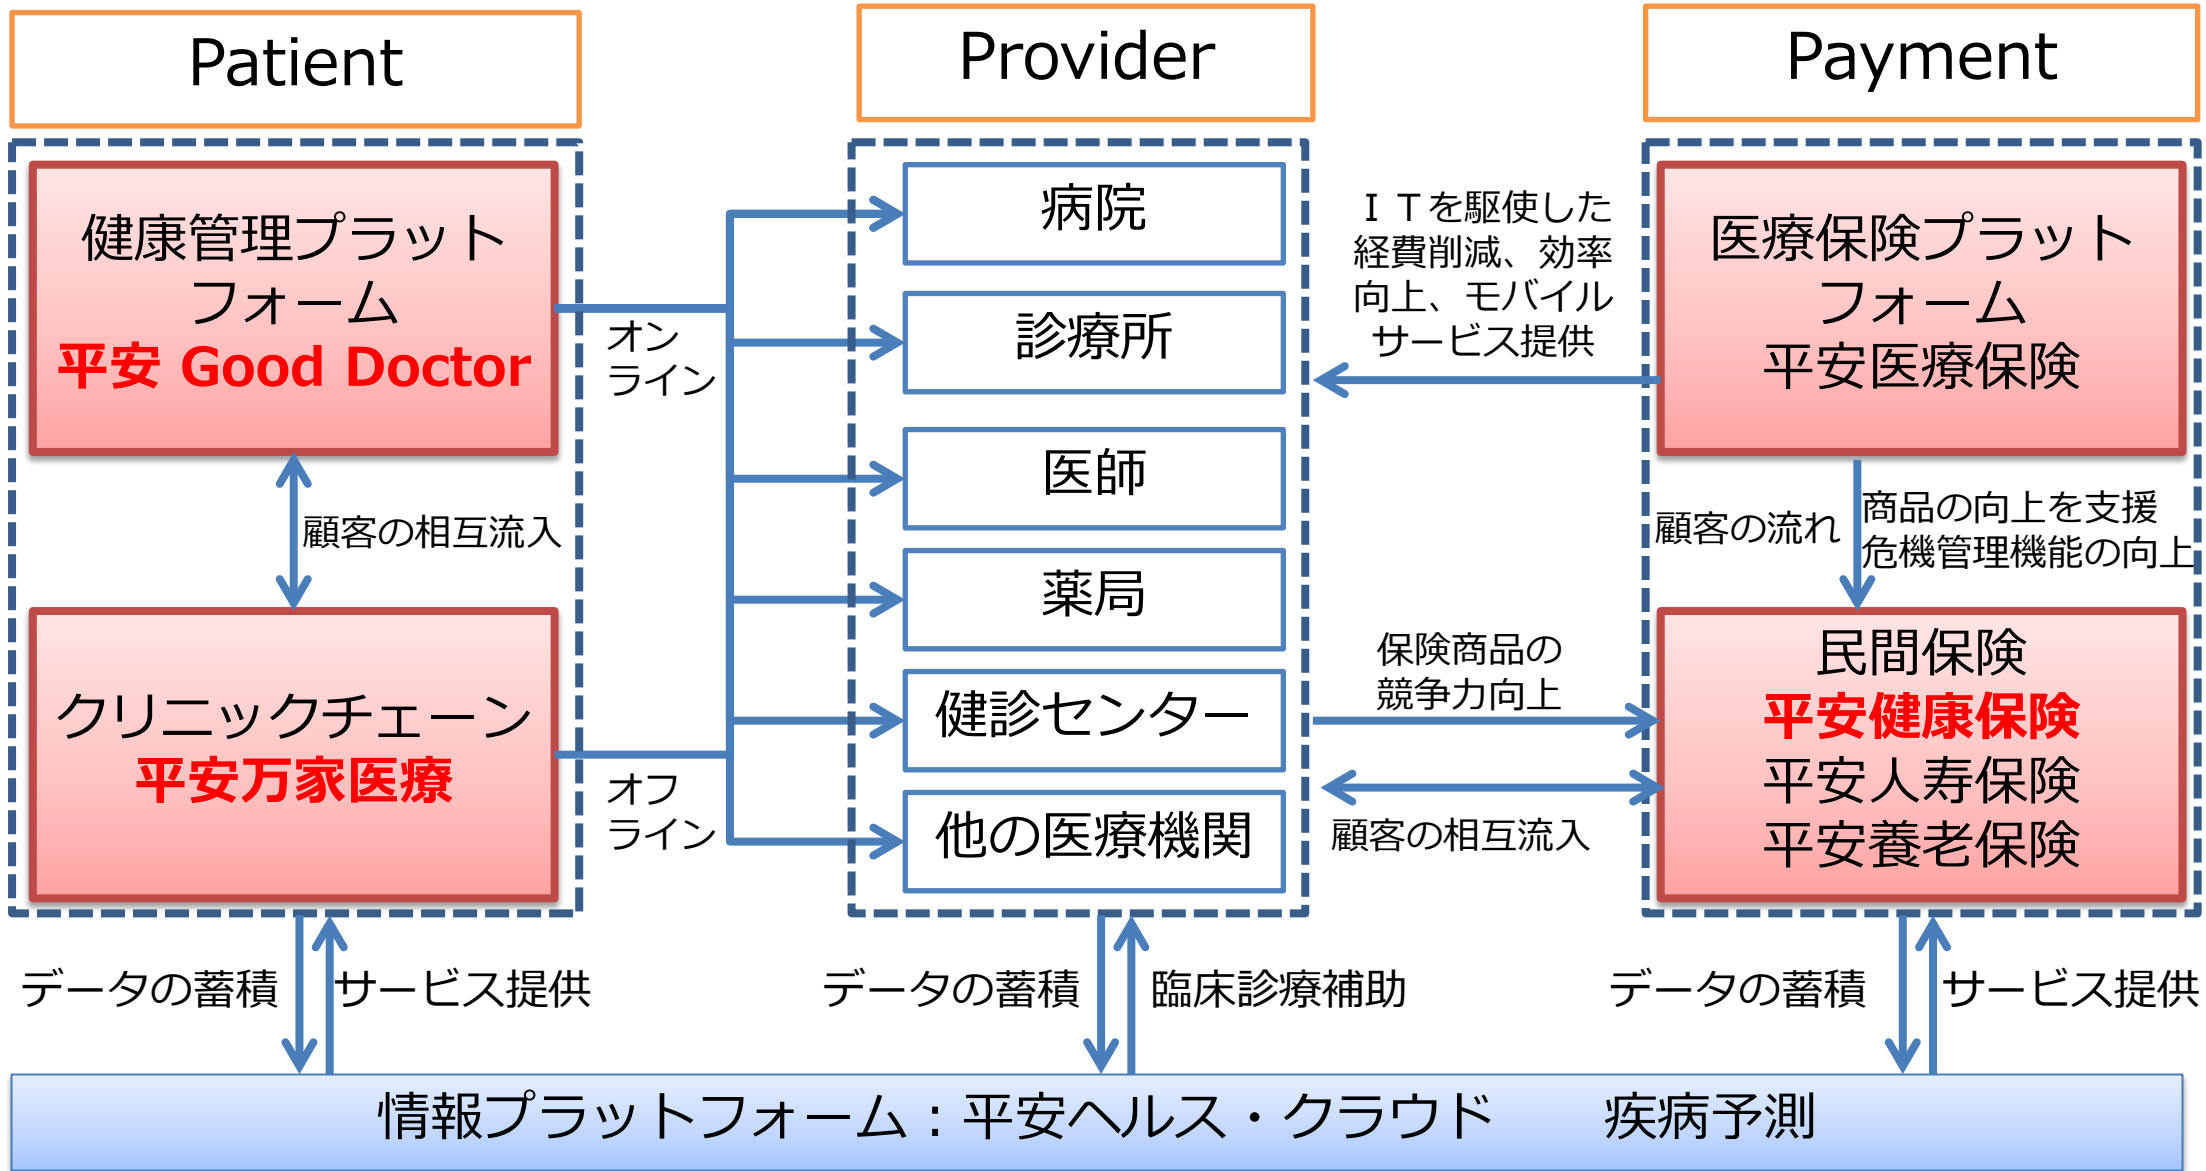 Patient
Provider
Payment
健康管理プラット
フォーム
平安 Good Doctor
顧客の相互流入
クリニックチェーン
平安万家医療
オン
ライン
オフ
ライン
病院
診療所
医師
薬局
健診センター
他の医療機関
ＩＴを駆使した
経費削減、効率
向上、モバイル
サービス提供
保険商品の
競争力向上
顧客の相互流入
医療保険プラット
フォーム
平安医療保険
顧客の流れ
商品の向上を支援
危機管理機能の向上
民間保険
平安健康保険
平安人寿保険
平安養老保険
データの蓄積
サービス提供
データの蓄積
臨床診療補助
データの蓄積
サービス提供
情報プラットフォーム：平安ヘルス・クラウド　　疾病予測